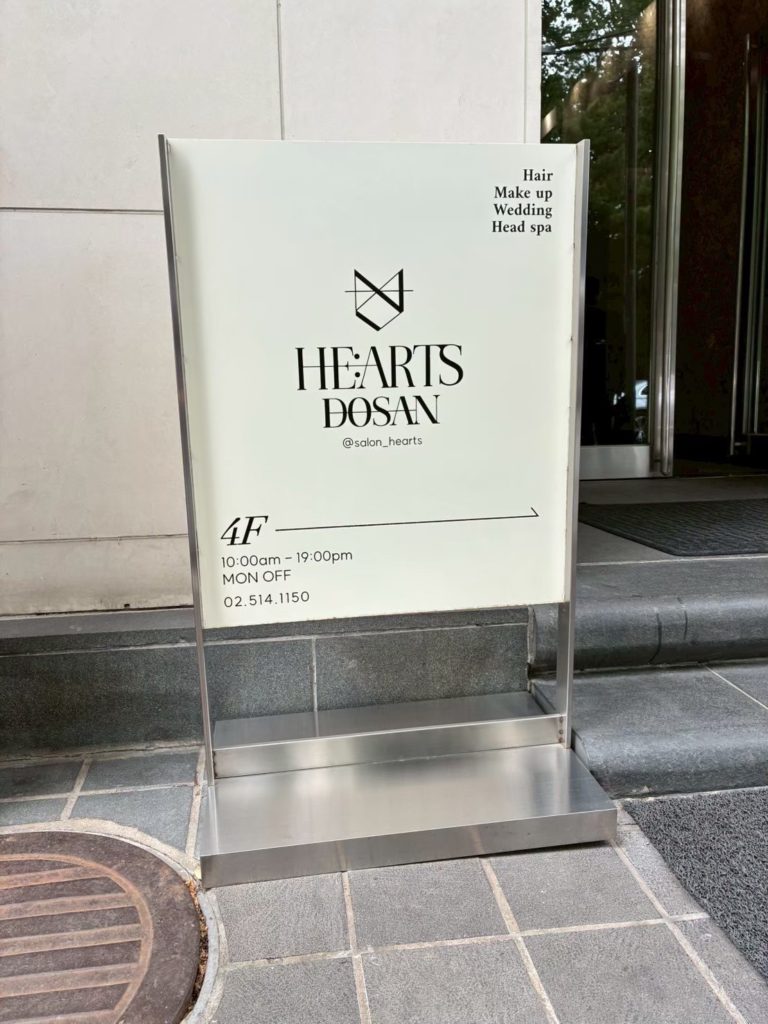 Hair
Make up
Wedding
Head spa
HE:ARTS
DOSAN
@salon_hearts
4F
10:00am - 19:00pm
MON OFF
02.514.1150